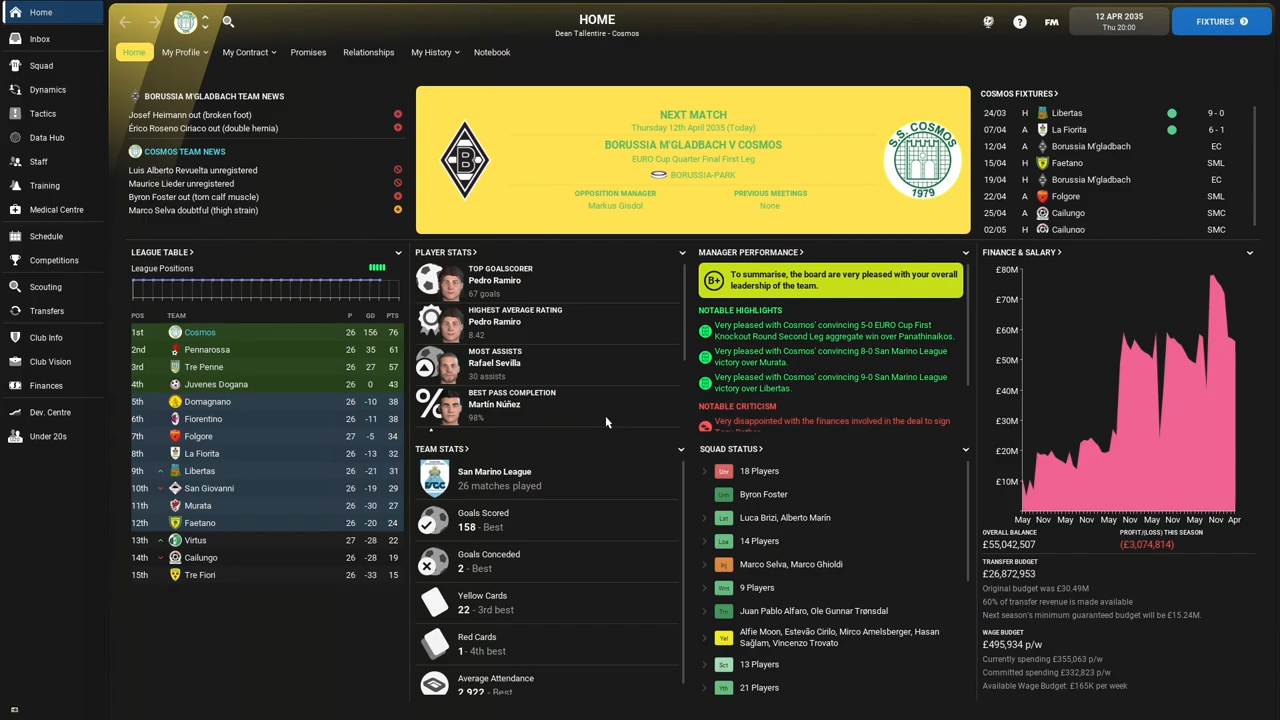 Home
Inbox
Squad
Dynamics
Tactics
Data Hub
Staff
Training
Medical Centre
Schedule
Competitions
Scouting
Transfers
Club Info
Club Vision
Finances
Dev. Centre
Under 20s
HOME
Dean Tallentire - Cosmos
FM
12 APR 2035
Thu 20:00
FIXTURES
Home
My Profile
My Contract
Promises
Relationships
My History
Notebook
BORUSSIA M'GLADBACH TEAM NEWS
Josef Heimann out (broken foot)
Érico Roseno Ciriaco out (double hernia)
COSMOS TEAM NEWS
Luis Alberto Revuelta unregistered
Maurice Lieder unregistered
Byron Foster out (torn calf muscle)
Marco Selva doubtful (thigh strain)
NEXT MATCH
Thursday 12th April 2035 (Today)
BORUSSIA M'GLADBACH V COSMOS
EURO Cup Quarter Final First Leg
BORUSSIA-PARK
OPPOSITION MANAGER
Markus Gisdol
PREVIOUS MEETINGS
None
S.S. COSMOS
1979
COSMOS FIXTURES
24/03 H Libertas 9 - 0
07/04 A La Fiorita 6 - 1
12/04 A Borussia M'gladbach EC
15/04 H Faetano SML
19/04 H Borussia M'gladbach EC
22/04 A Folgore SML
25/04 A Cailungo SMC
02/05 H Cailungo SMC
LEAGUE TABLE
League Positions
POS TEAM P GD PTS
1st Cosmos 26 156 76
2nd Pennarossa 26 35 61
3rd Tre Penne 26 27 57
4th Juvenes Dogana 26 0 43
5th Domagnano 26 -10 38
6th Fiorentino 26 -11 38
7th Folgore 27 -5 34
8th La Fiorita 26 -13 32
9th Libertas 26 -21 31
10th San Giovanni 26 -19 29
11th Murata 26 -30 27
12th Faetano 26 -20 24
13th Virtus 27 -28 22
14th Cailungo 26 -28 19
15th Tre Fiori 26 -33 15
PLAYER STATS
TOP GOALSCORER
Pedro Ramiro
67 goals
HIGHEST AVERAGE RATING
Pedro Ramiro
8.42
MOST ASSISTS
Rafael Sevilla
30 assists
BEST PASS COMPLETION
Martín Núñez
98%
TEAM STATS
San Marino League
26 matches played
Goals Scored
158 - Best
Goals Conceded
2 - Best
Yellow Cards
22 - 3rd best
Red Cards
1 - 4th best
Average Attendance
2,922 - Best
MANAGER PERFORMANCE
B+
To summarise, the board are very pleased with your overall
leadership of the team.
NOTABLE HIGHLIGHTS
Very pleased with Cosmos' convincing 5-0 EURO Cup First
Knockout Round Second Leg aggregate win over Panathinaikos.
Very pleased with Cosmos' convincing 8-0 San Marino League
victory over Murata.
Very pleased with Cosmos' convincing 9-0 San Marino League
victory over Libertas.
NOTABLE CRITICISM
Very disappointed with the finances involved in the deal to sign
SQUAD STATUS
Unr 18 Players
Unh Byron Foster
Lst Luca Brizi, Alberto Marín
Loa 14 Players
Inj Marco Selva, Marco Ghioldi
Wnt 9 Players
Trn Juan Pablo Alfaro, Ole Gunnar Trønsdal
Yel Alfie Moon, Estevão Cirilo, Mirco Amelsberger, Hasan
Sağlam, Vincenzo Trovato
Sct 13 Players
Yth 21 Players
FINANCE & SALARY
£80M
£70M
£60M
£50M
£40M
£30M
£20M
£10M
May Nov May Nov May Nov May Nov Nov Apr
OVERALL BALANCE
£55,042,507
PROFIT/(LOSS) THIS SEASON
(£3,074,814)
TRANSFER BUDGET
£26,872,953
Original budget was £30.49M
60% of transfer revenue is made available
Next season's minimum guaranteed budget will be £15.24M.
WAGE BUDGET
£495,934 p/w
Currently spending £355,063 p/w
Committed spending £332,823 p/w
Available Wage Budget: £165K per week